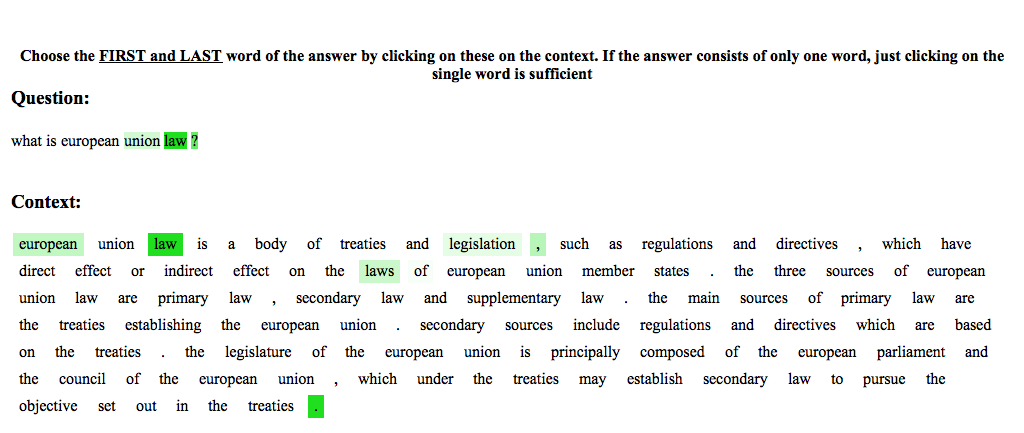 Choose the FIRST and LAST word of the answer by clicking on these on the context. If the answer consists of only one word, just clicking on the
single word is sufficient
Question:
what is european union law ?
Context:
european union law is a body of treaties and legislation , such as regulations and directives , which have
direct effect or indirect effect on the laws of european union member states . the three sources of european
union law are primary law , secondary law and supplementary law . the main sources of primary law are
the treaties establishing the european union . secondary sources include regulations and directives which are based
on the treaties . the legislature of the european union is principally composed of the european parliament and
the council of the european union , which under the treaties may establish secondary law to pursue the
objective set out in the treaties .